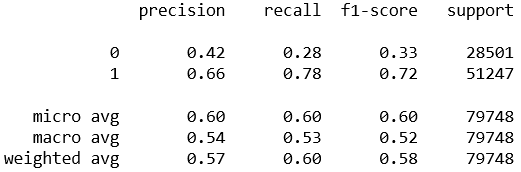 precision recall f1-score support
0 0.42 0.28 0.33 28501
1 0.66 0.78 0.72 51247
micro avg 0.60 0.60 0.60 79748
macro avg 0.54 0.53 0.52 79748
weighted avg 0.57 0.60 0.58 79748